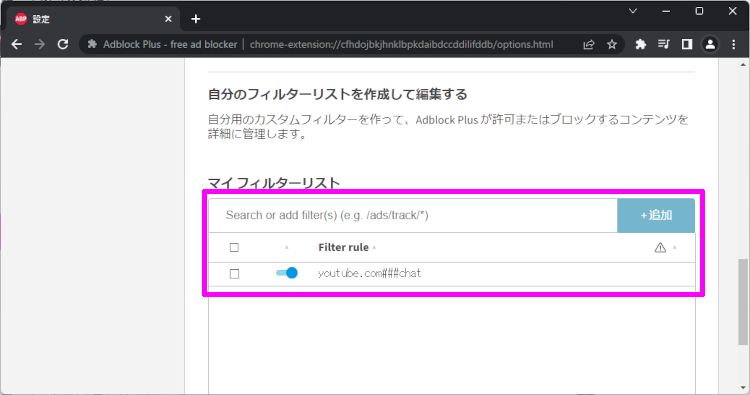 ABP 設定
Adblock Plus - free ad blocker | chrome-extension://cfhdojbkjhnklbpkdaibdccddilifddb/options.html
自分のフィルターリストを作成して編集する
自分用のカスタムフィルターを作って、Adblock Plus が許可またはブロックするコンテンツを
詳細に管理します。
マイ フィルターリスト
Search or add filter(s) (e.g. /ads/track/*)
+ 追加
Filter rule
youtube.com###chat